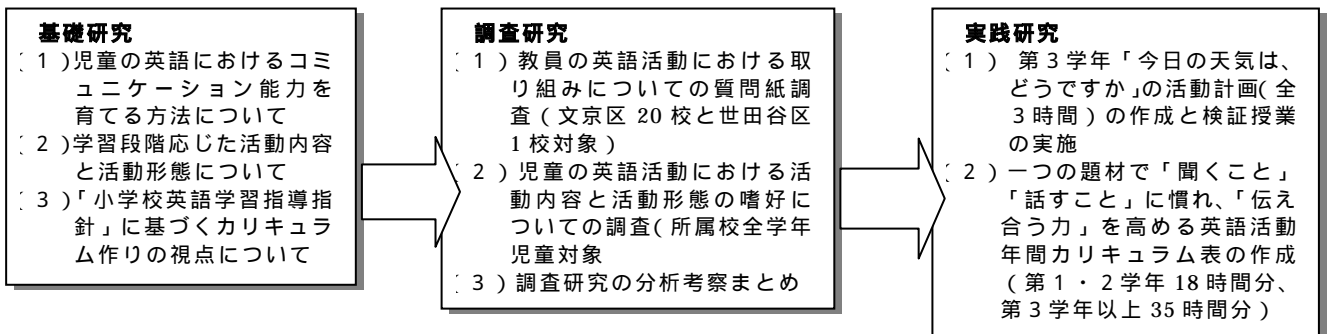 基礎研究
(1)児童の英語におけるコミ
ュニケーション能力を
育てる方法について
(2)学習段階応じた活動内容
と活動形態について
(3)「小学校英語学習指導指
針」に基づくカリキュラ
ム作りの視点について
調査研究
(1)教員の英語活動における取
り組みについての質問紙調
査(文京区 20 校と世田谷区
1 校対象)
(2)児童の英語活動における活
動内容と活動形態の嗜好に
ついての調査(所属校全学年
児童対象
(3)調査研究の分析考察まとめ
実践研究
(1) 第3学年「今日の天気は、
どうですか」の活動計画(全
3時間)の作成と検証授業
の実施
(2)一つの題材で「聞くこと」
「話すこと」に慣れ、「伝え
合う力」を高める英語活動
年間カリキュラム表の作成
(第1・2学年 18 時間分、
第3学年以上 35 時間分)